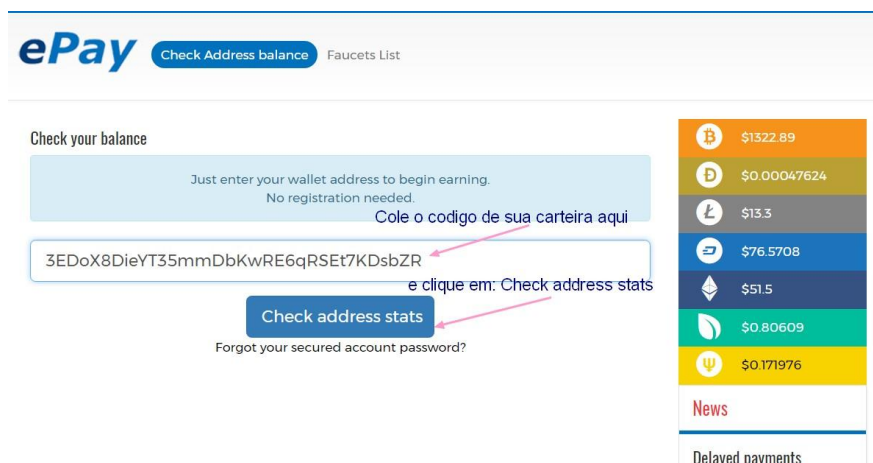 ePay
Check Address balance
Faucets List
Check your balance
Just enter your wallet address to begin earning.
No registration needed.
Cole o codigo de sua carteira aqui
3EDoX8DieYT35mmDbKwRE6qRSEt7KDsbZR
e clique em: Check address stats
Check address stats
Forgot your secured account password?
$1322.89
$0.00047624
$13.3
$76.5708
$51.5
$0.80609
$0.171976
News
Delayed payments